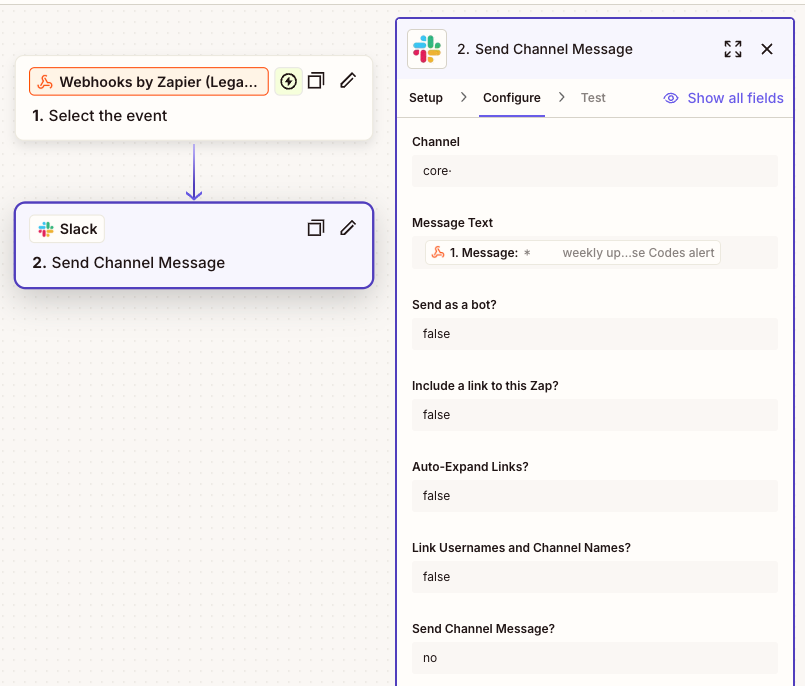 Webhooks by Zapier (Lega...
1. Select the event
Slack
2. Send Channel Message
2. Send Channel Message
Setup > Configure > Test Show all fields
Channel
core·
Message Text
1. Message: * weekly up...se Codes alert
Send as a bot?
false
Include a link to this Zap?
false
Auto-Expand Links?
false
Link Usernames and Channel Names?
false
Send Channel Message?
no